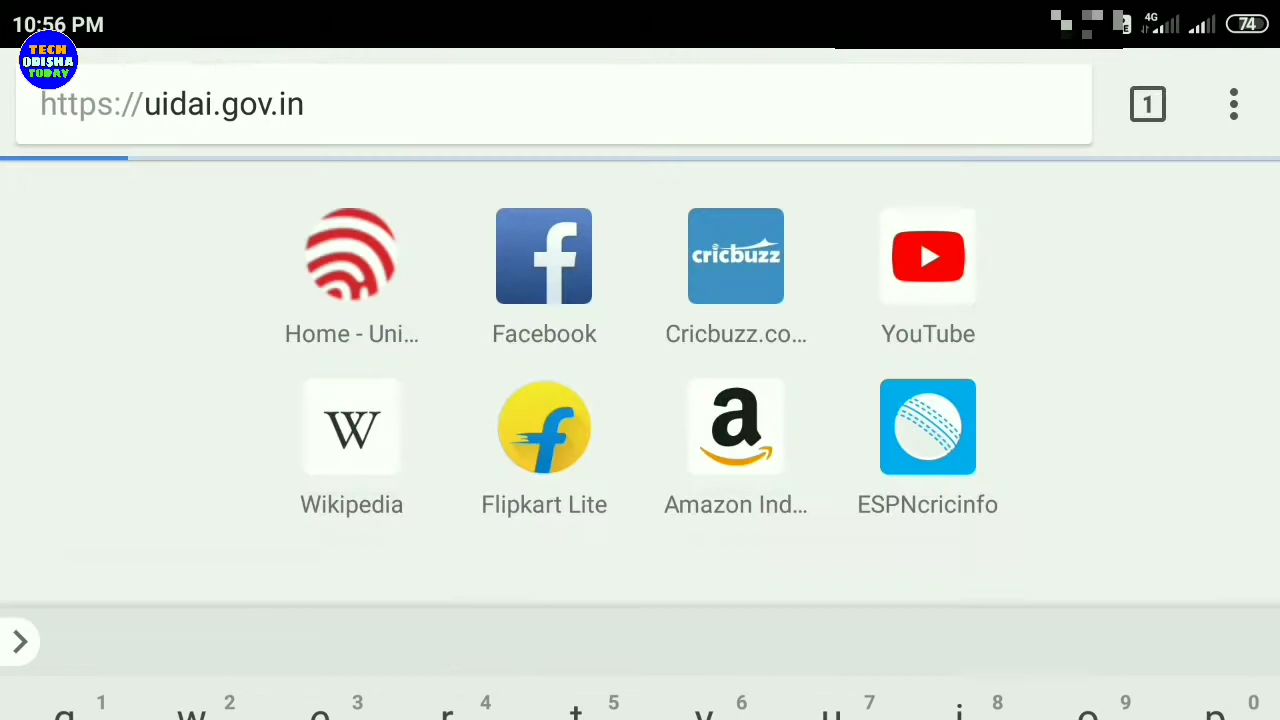 10:56 PM
4G
74
TECH
ODISHA
TODAY
https://uidai.gov.in
1
cricbuzz
Home - Uni...
Facebook
Cricbuzz.co...
YouTube
W
a
Wikipedia
Flipkart Lite
Amazon Ind...
ESPNcricinfo
1 2 3 4 5 6 7 8 9 0
q w e r t y u i o p